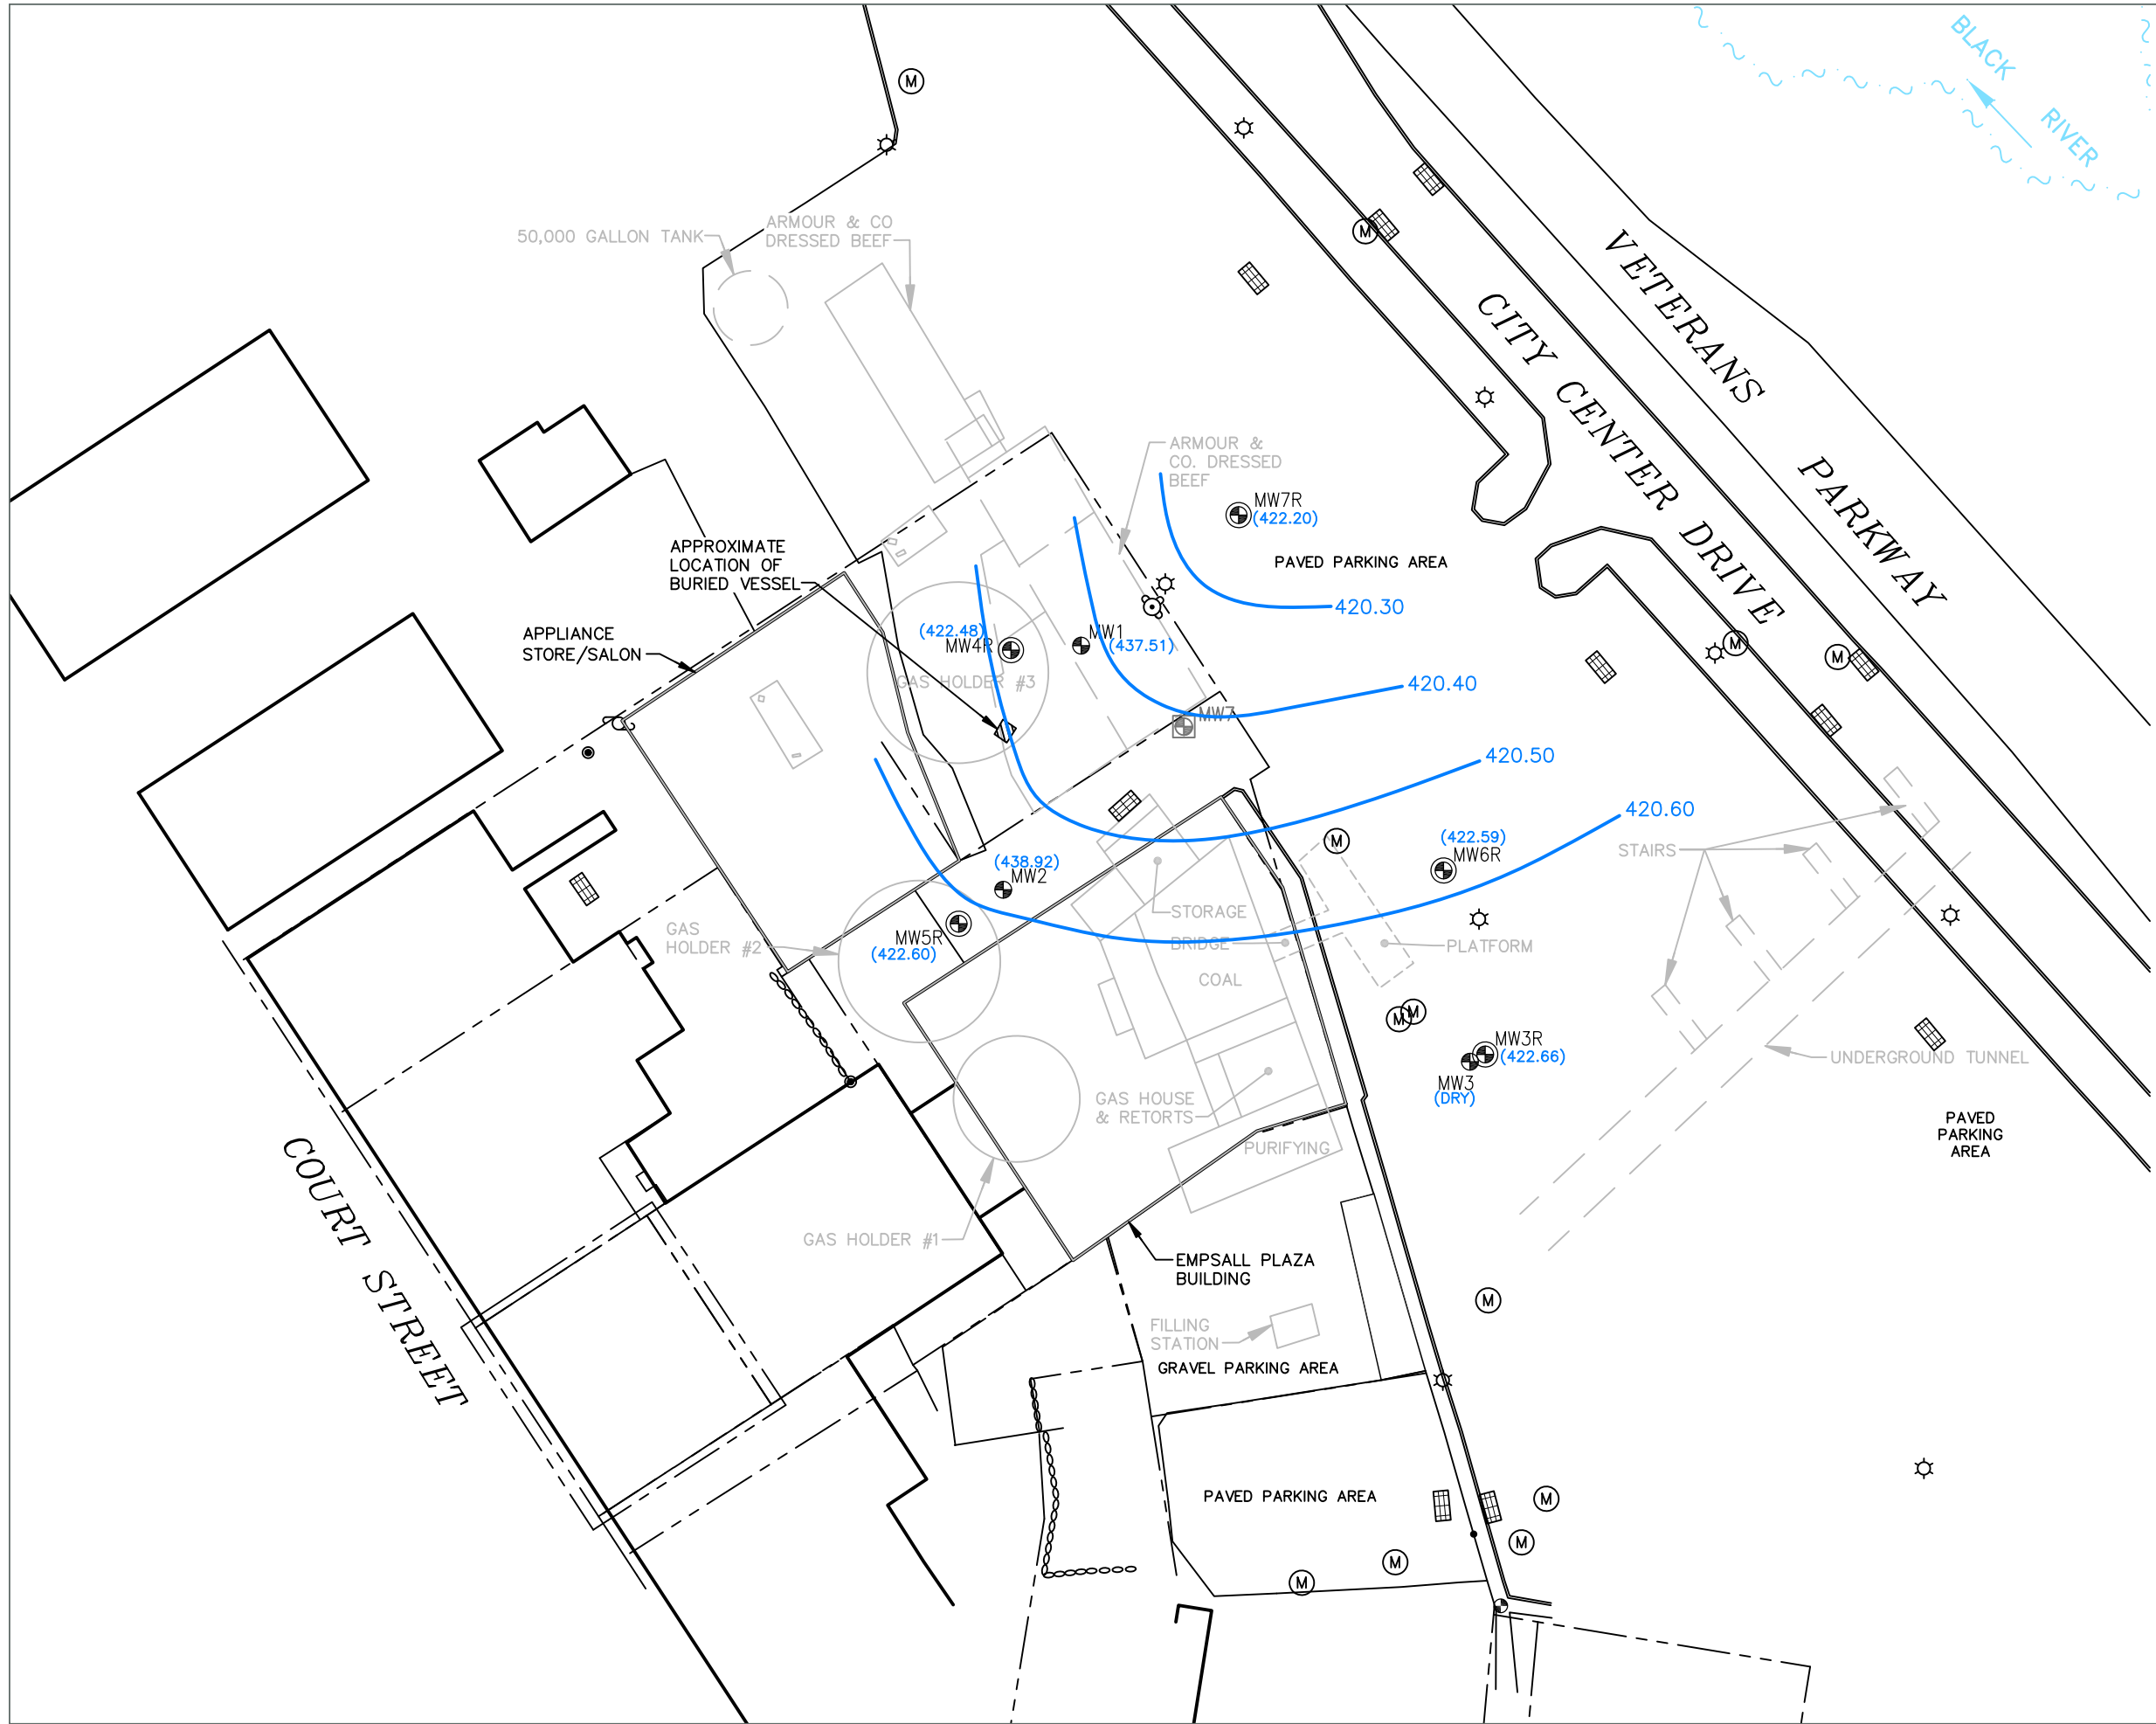 BLACK
RIVER
M
50,000 GALLON TANK
ARMOUR & CO
DRESSED BEEF
M
VETERANS
PARKWAY
CITY CENTER DRIVE
ARMOUR &
CO. DRESSED
BEEF
MW7R
(422.20)
PAVED PARKING AREA
APPROXIMATE
LOCATION OF
BURIED VESSEL
420.30
APPLIANCE
STORE/SALON
(422.48)
MW4R
MW1
(437.51)
M
M
GAS HOLDER #3
420.40
MW7
420.50
420.60
M
(422.59)
MW6R
STAIRS
(438.92)
MW2
STORAGE
GAS
HOLDER #2
MW5R
(422.60)
BRIDGE
PLATFORM
COAL
M
M
MW3R
(422.66)
MW3
(DRY)
UNDERGROUND TUNNEL
GAS HOUSE
& RETORTS
PAVED
PARKING
AREA
PURIFYING
COURT STREET
GAS HOLDER #1
EMPSALL PLAZA
BUILDING
M
FILLING
STATION
GRAVEL PARKING AREA
PAVED PARKING AREA
M
M
M
M